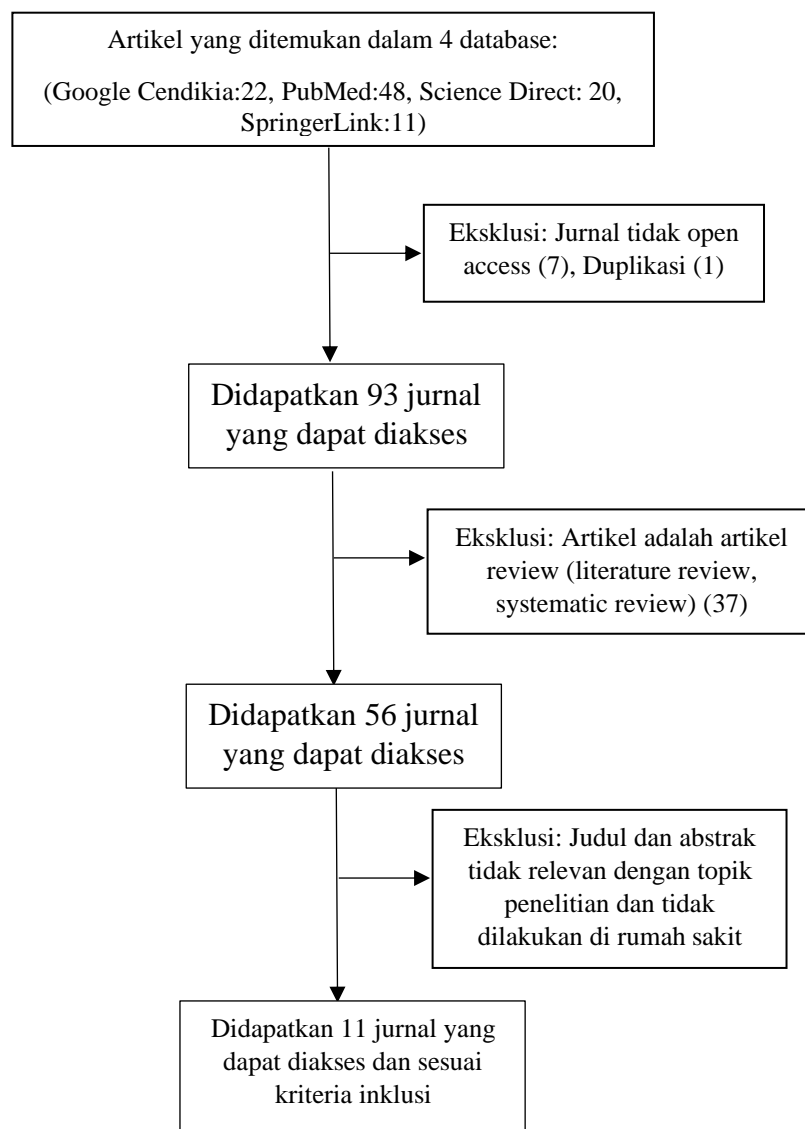 Artikel yang ditemukan dalam 4 database:
(Google Cendikia:22, PubMed:48, Science Direct: 20,
SpringerLink:11)
Eksklusi: Jurnal tidak open
access (7), Duplikasi (1)
Didapatkan 93 jurnal
yang dapat diakses
Eksklusi: Artikel adalah artikel
review (literature review,
systematic review) (37)
Didapatkan 56 jurnal
yang dapat diakses
Eksklusi: Judul dan abstrak
tidak relevan dengan topik
penelitian dan tidak
dilakukan di rumah sakit
Didapatkan 11 jurnal yang
dapat diakses dan sesuai
kriteria inklusi